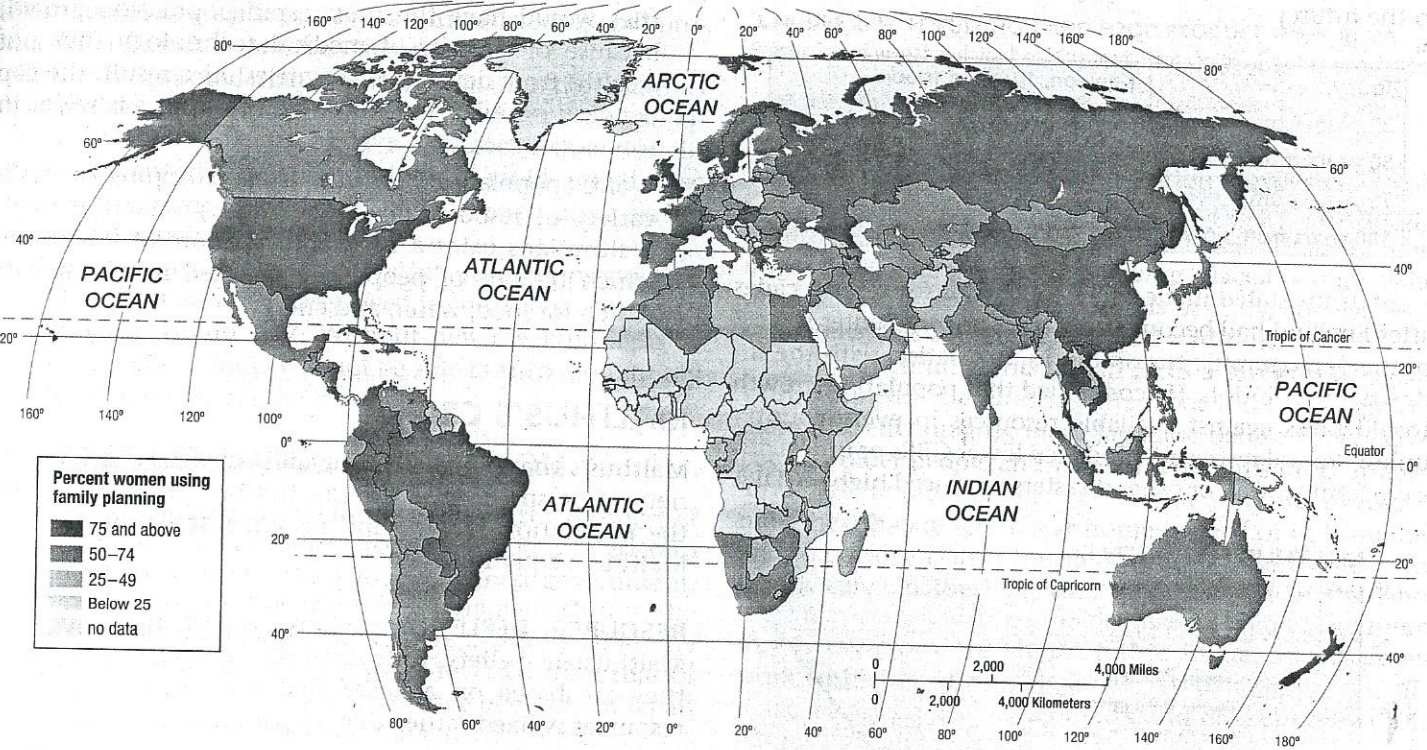 160° 140° 120° 100° 80° 60° 40° 20° 0° 20° 40° 60° 80° 100° 120° 140° 160° 180°
80° 80°
ARCTIC
OCEAN
60° 60°
40° 40°
PACIFIC
OCEAN
ATLANTIC
OCEAN
20° 20°
Tropic of Cancer
PACIFIC
OCEAN
160° 140° 120° 100°
0° 0°
Equator
Percent women using
family planning
75 and above
50–74
25–49
Below 25
no data
ATLANTIC
OCEAN
INDIAN
OCEAN
20° 20°
Tropic of Capricorn
40° 40°
0 2,000 4,000 Miles
0 2,000 4,000 Kilometers
80° 60° 40° 20° 0° 20° 40° 60° 80° 100° 120° 140° 160° 180°